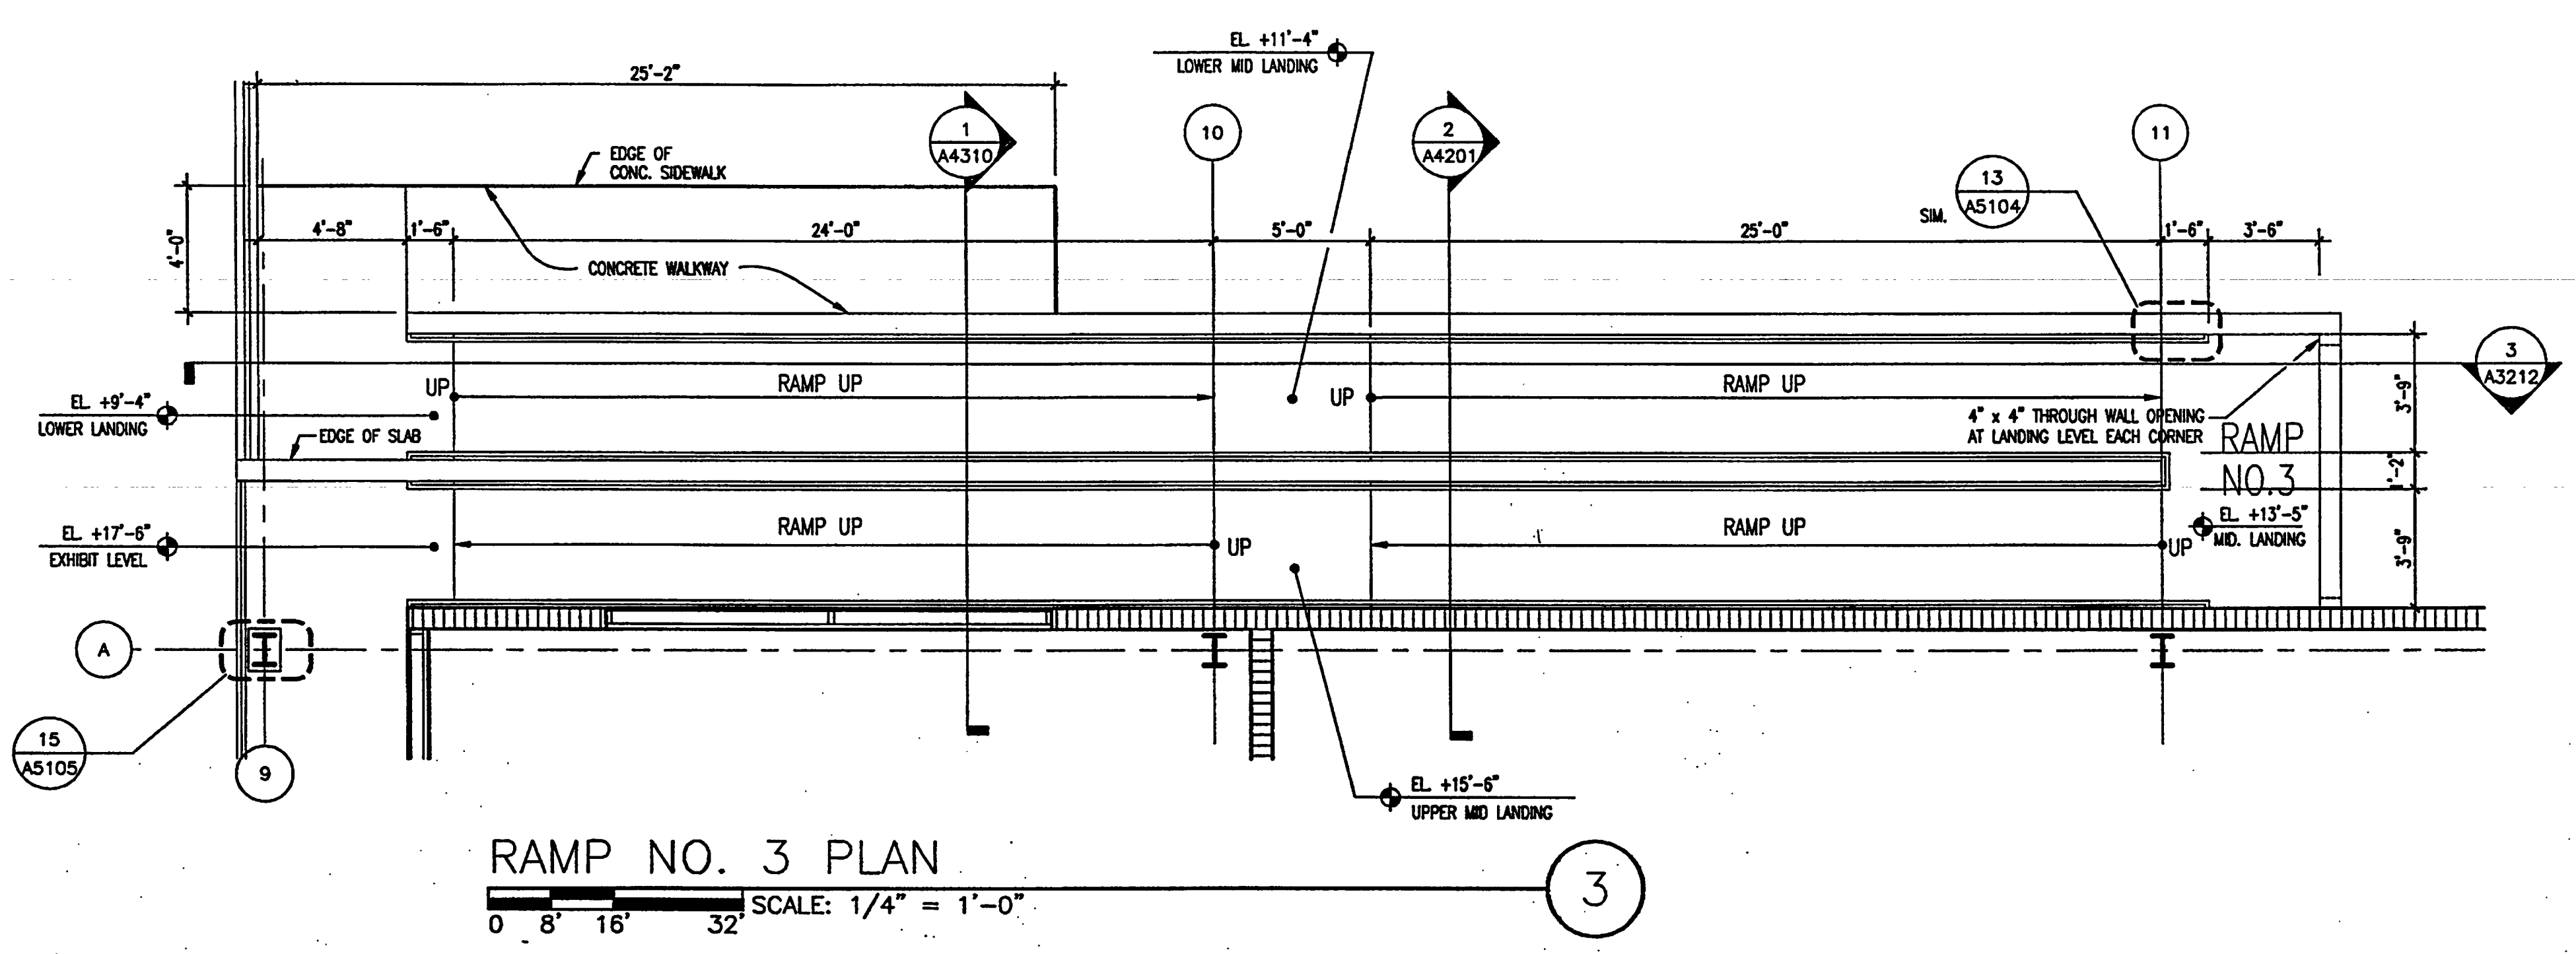 EL. +11'-4"
LOWER MID LANDING
25'-2"
1
A4310
10
2
A4201
11
EDGE OF
CONC. SIDEWALK
13
A5104
SIM.
4'-0"
4'-8"
1'-6"
24'-0"
5'-0"
25'-0"
1'-6"
3'-6"
CONCRETE WALKWAY
3
A3212
UP
RAMP UP
UP
RAMP UP
EL. +9'-4"
LOWER LANDING
EDGE OF SLAB
4" x 4" THROUGH WALL OPENING
AT LANDING LEVEL EACH CORNER
3'-9"
RAMP
NO.3
1'-2"
EL. +17'-6"
EXHIBIT LEVEL
RAMP UP
UP
RAMP UP
UP
EL. +13'-5"
MID. LANDING
3'-9"
A
15
A5105
9
EL. +15'-6"
UPPER MID LANDING
RAMP NO. 3 PLAN
SCALE: 1/4" = 1'-0"
0 8' 16' 32'
3